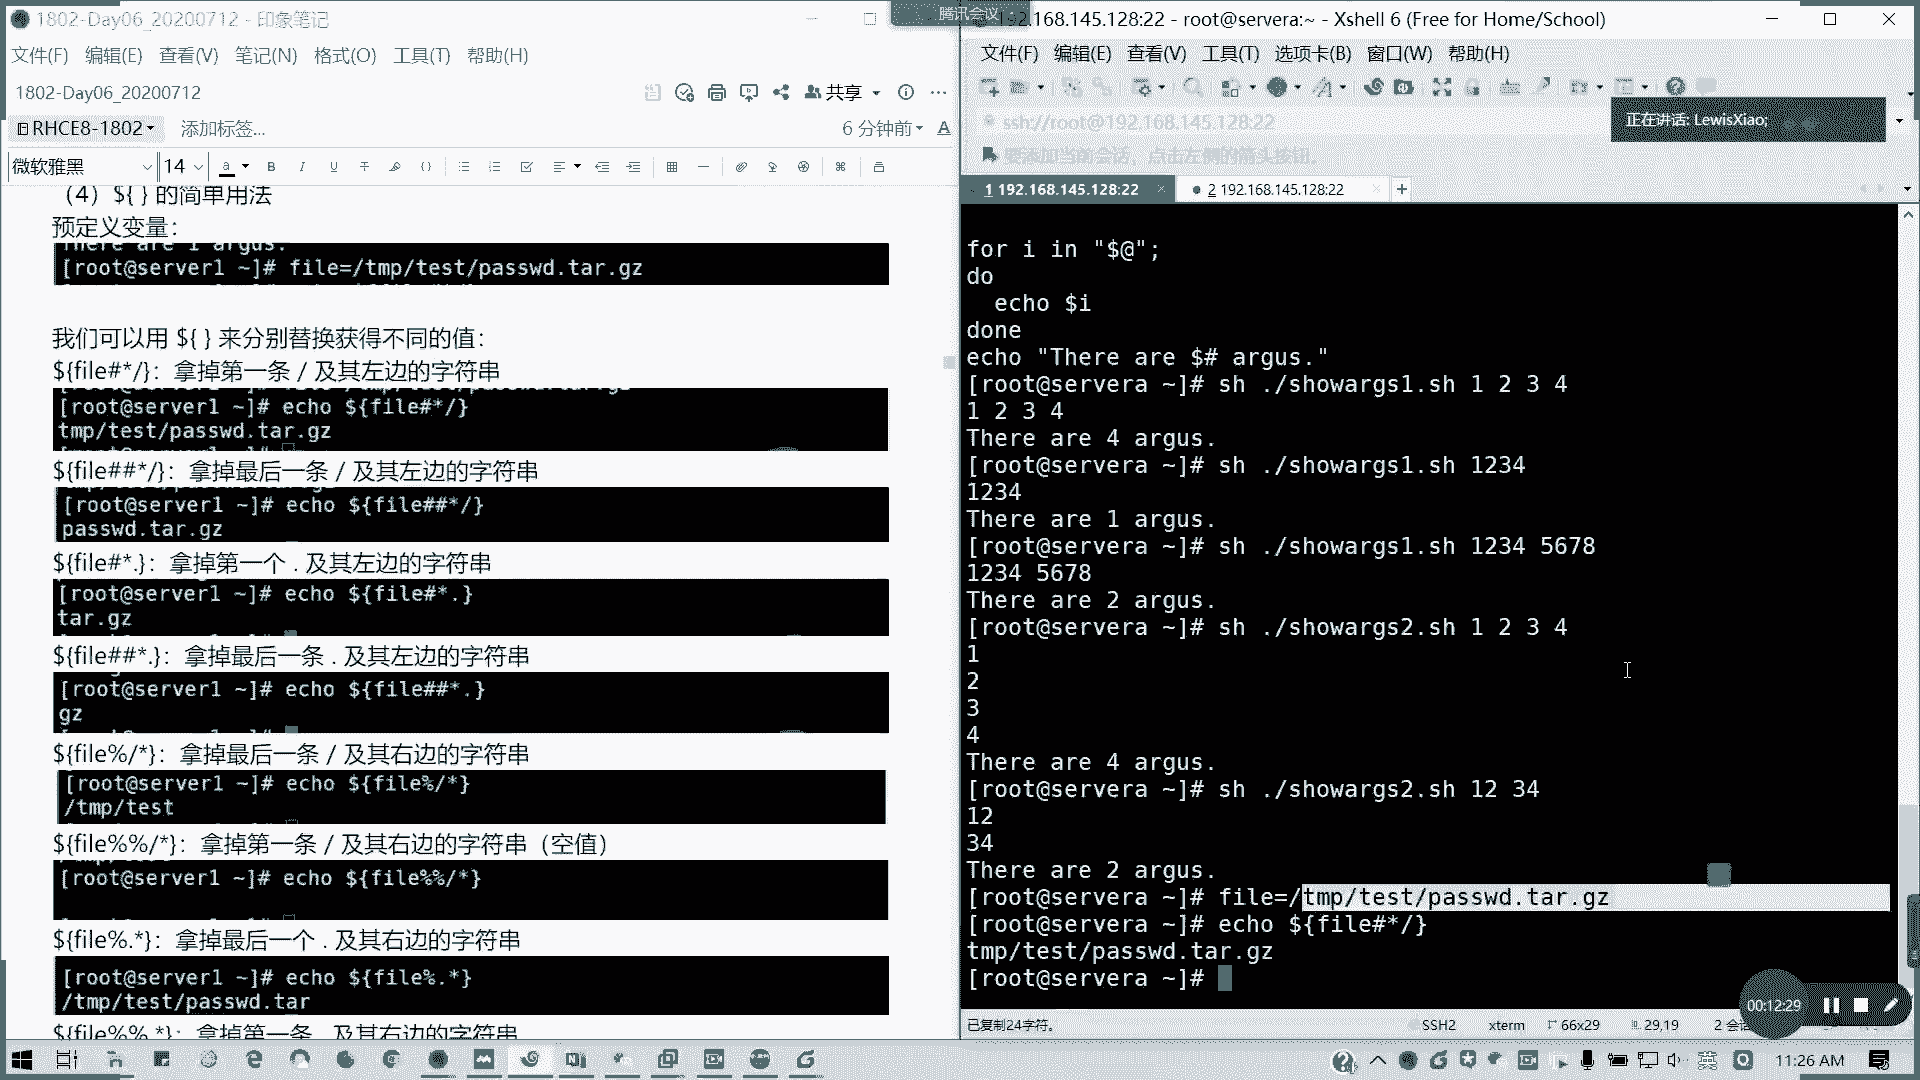 1802-Day06_20200712 - 印象笔记
文件(F) 编辑(E) 查看(V) 笔记(N) 格式(O) 工具(T) 帮助(H)
1802-Day06_20200712
共享
RHCE8-1802
添加标签...
6 分钟前
微软雅黑
14
（4）${ } 的简单用法
预定义变量：
There are 1 argus.
[root@server1 ~]# file=/tmp/test/passwd.tar.gz
我们可以用 ${ } 来分别替换获得不同的值：
${file#*/}：拿掉第一条 / 及其左边的字符串
[root@server1 ~]# echo ${file#*/}
tmp/test/passwd.tar.gz
${file##*/}：拿掉最后一条 / 及其左边的字符串
[root@server1 ~]# echo ${file##*/}
passwd.tar.gz
${file#*.}：拿掉第一个 . 及其左边的字符串
[root@server1 ~]# echo ${file#*.}
tar.gz
${file##*.}：拿掉最后一条 . 及其左边的字符串
[root@server1 ~]# echo ${file##*.}
gz
${file%/*}：拿掉最后一条 / 及其右边的字符串
[root@server1 ~]# echo ${file%/*}
/tmp/test
${file%%/*}：拿掉第一条 / 及其右边的字符串（空值）
[root@server1 ~]# echo ${file%%/*}
${file%.*}：拿掉最后一个 . 及其右边的字符串
[root@server1 ~]# echo ${file%.*}
/tmp/test/passwd.tar
${file%%.*}：拿掉第一条 . 及其右边的字符串
腾讯会议
192.168.145.128:22 - root@servera:~ - Xshell 6 (Free for Home/School)
文件(F) 编辑(E) 查看(V) 工具(T) 选项卡(B) 窗口(W) 帮助(H)
ssh://root@192.168.145.128:22
正在讲话: LewisXiao;
要添加当前会话，点击左侧的箭头按钮。
1 192.168.145.128:22
2 192.168.145.128:22
for i in "$@";
do
echo $i
done
echo "There are $# argus."
[root@servera ~]# sh ./showargs1.sh 1 2 3 4
1 2 3 4
There are 4 argus.
[root@servera ~]# sh ./showargs1.sh 1234
1234
There are 1 argus.
[root@servera ~]# sh ./showargs1.sh 1234 5678
1234 5678
There are 2 argus.
[root@servera ~]# sh ./showargs2.sh 1 2 3 4
1
2
3
4
There are 4 argus.
[root@servera ~]# sh ./showargs2.sh 12 34
12
34
There are 2 argus.
[root@servera ~]# file=/tmp/test/passwd.tar.gz
[root@servera ~]# echo ${file#*/}
tmp/test/passwd.tar.gz
[root@servera ~]#
00:12:29
已复制24字符。
SSH2
xterm
66x29
29,19
2 会
英
11:26 AM